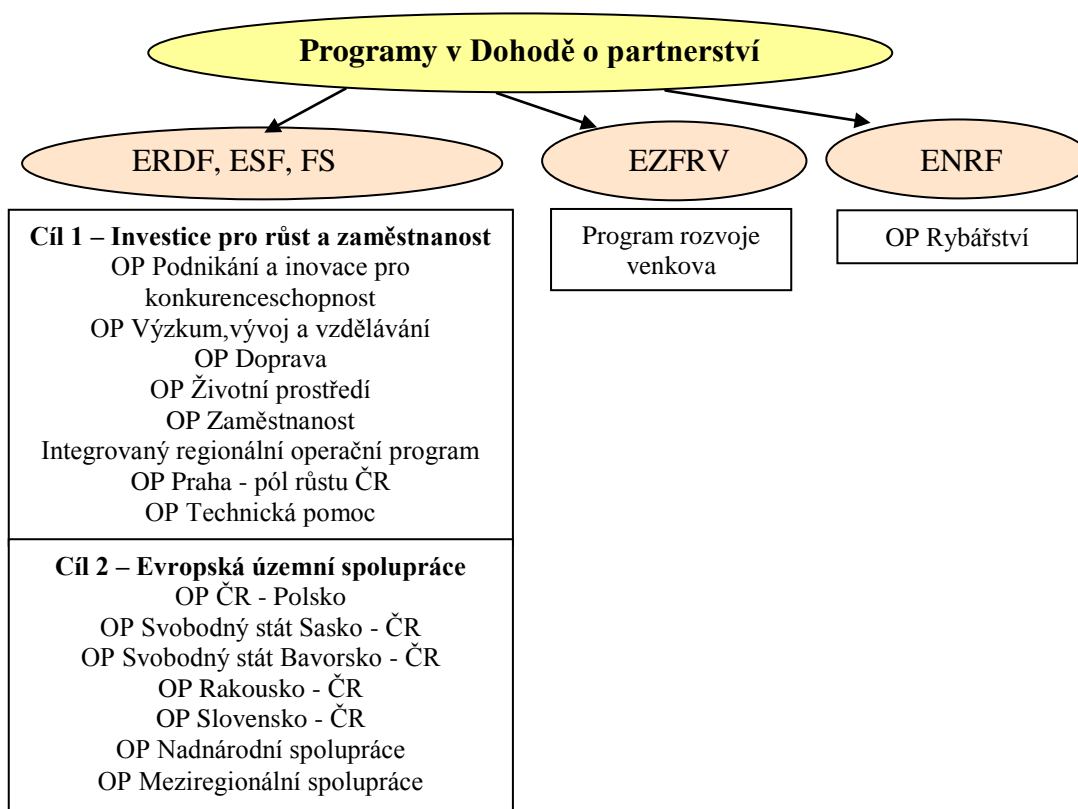 Programy v Dohodě o partnerství
ERDF, ESF, FS
EZFRV
ENRF
Cíl 1 – Investice pro růst a zaměstnanost
OP Podnikání a inovace pro
konkurenceschopnost
OP Výzkum,vývoj a vzdělávání
OP Doprava
OP Životní prostředí
OP Zaměstnanost
Integrovaný regionální operační program
OP Praha - pól růstu ČR
OP Technická pomoc
Cíl 2 – Evropská územní spolupráce
OP ČR - Polsko
OP Svobodný stát Sasko - ČR
OP Svobodný stát Bavorsko - ČR
OP Rakousko - ČR
OP Slovensko - ČR
OP Nadnárodní spolupráce
OP Meziregionální spolupráce
Program rozvoje
venkova
OP Rybářství